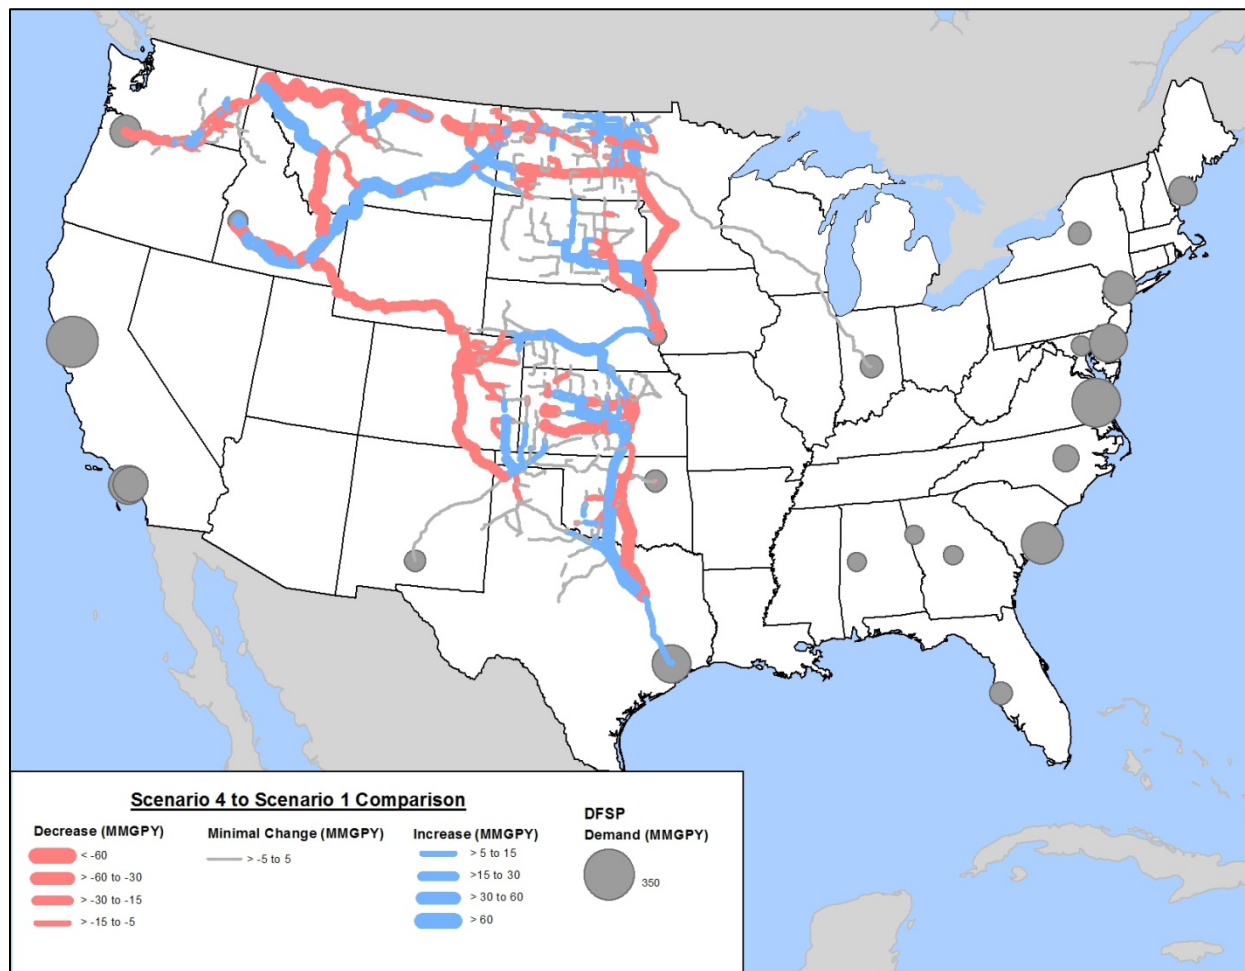 Scenario 4 to Scenario 1 Comparison
Decrease (MMGPY)
< -60
> -60 to -30
> -30 to -15
> -15 to -5
Minimal Change (MMGPY)
> -5 to 5
Increase (MMGPY)
> 5 to 15
>15 to 30
> 30 to 60
> 60
DFSP
Demand (MMGPY)
350